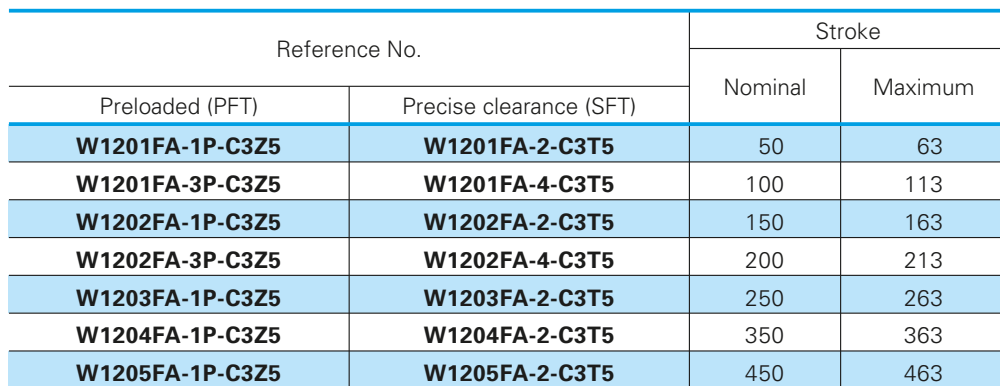 Reference No. Stroke
Preloaded (PFT) Precise clearance (SFT) Nominal Maximum
W1201FA-1P-C3Z5 W1201FA-2-C3T5 50 63
W1201FA-3P-C3Z5 W1201FA-4-C3T5 100 113
W1202FA-1P-C3Z5 W1202FA-2-C3T5 150 163
W1202FA-3P-C3Z5 W1202FA-4-C3T5 200 213
W1203FA-1P-C3Z5 W1203FA-2-C3T5 250 263
W1204FA-1P-C3Z5 W1204FA-2-C3T5 350 363
W1205FA-1P-C3Z5 W1205FA-2-C3T5 450 463